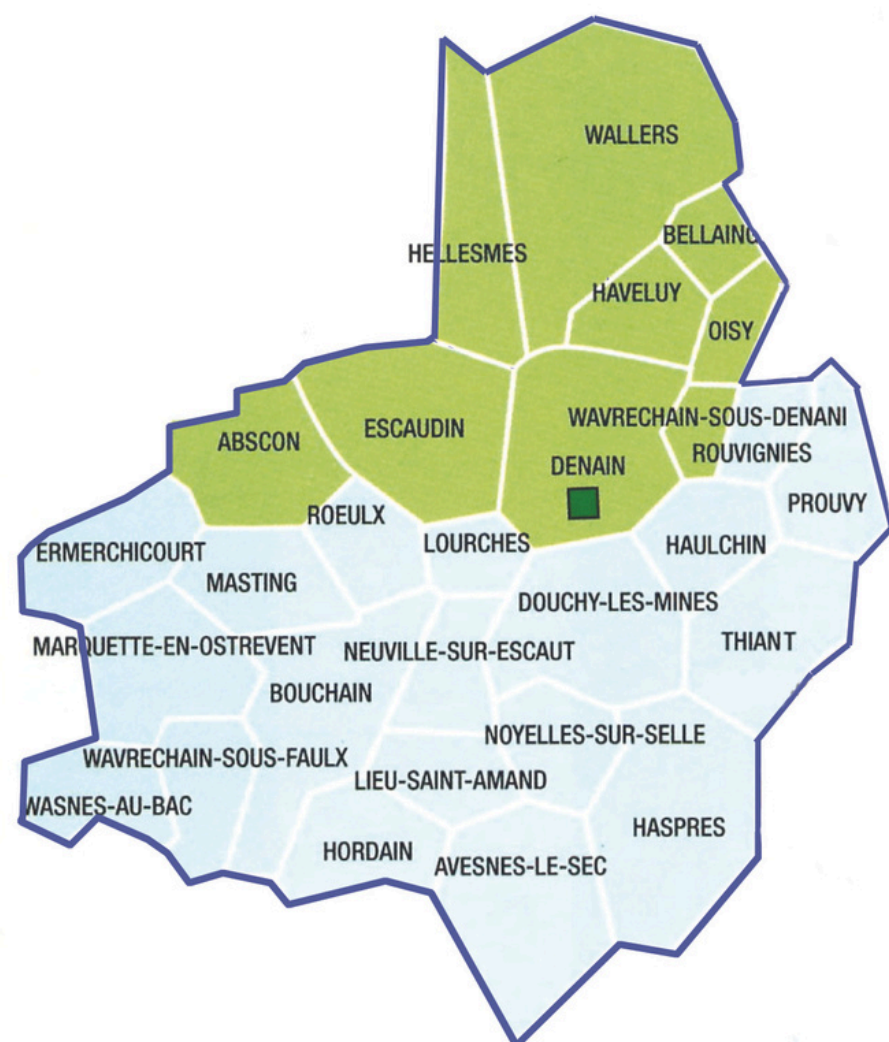 WALLERS
BELLAING
HELLESMES
HAVELUY
OISY
WAVRECHAIN-SOUS-DENANI
ESCAUDIN
ABSCON
ROUVIGNIES
DENAIN
PROUVY
ROEULX
LOURCHES
HAULCHIN
ERMERCHICOURT
MASTING
DOUCHY-LES-MINES
THIANT
MARQUETTE-EN-OSTREVENT
NEUVILLE-SUR-ESCAUT
BOUCHAIN
NOYELLES-SUR-SELLE
WAVRECHAIN-SOUS-FAULX
LIEU-SAINT-AMAND
WASNES-AU-BAC
HASPRES
HORDAIN
AVESNES-LE-SEC